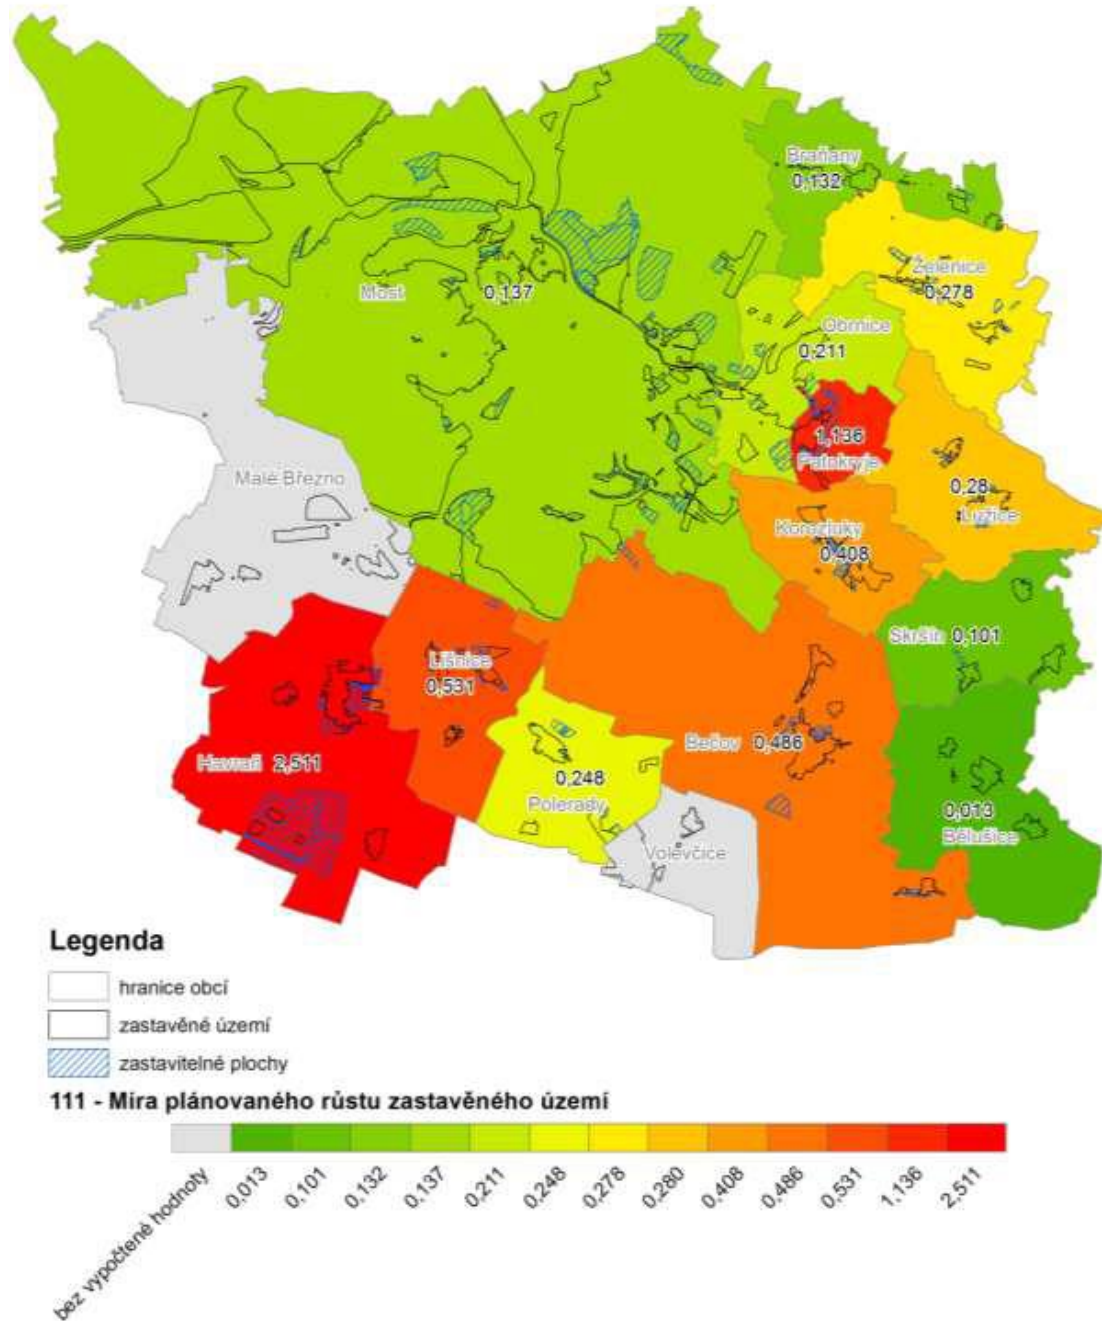 Braňany
0,132
Želenice
0,278
Most
0,137
Obrnice
0,211
1,136
Patokryje
Malé Březno
0,28
Lužice
Korozluky
0,408
Skršín 0,101
Lišnice
0,531
Bečov 0,486
Havraň 2,511
0,248
Polerady
0,013
Bělušice
Volevčice
Legenda
hranice obcí
zastavěné území
zastavitelné plochy
111 - Míra plánovaného růstu zastavěného území
bez vypočtené hodnoty
0,013
0,101
0,132
0,137
0,211
0,248
0,278
0,280
0,408
0,486
0,531
1,136
2,511